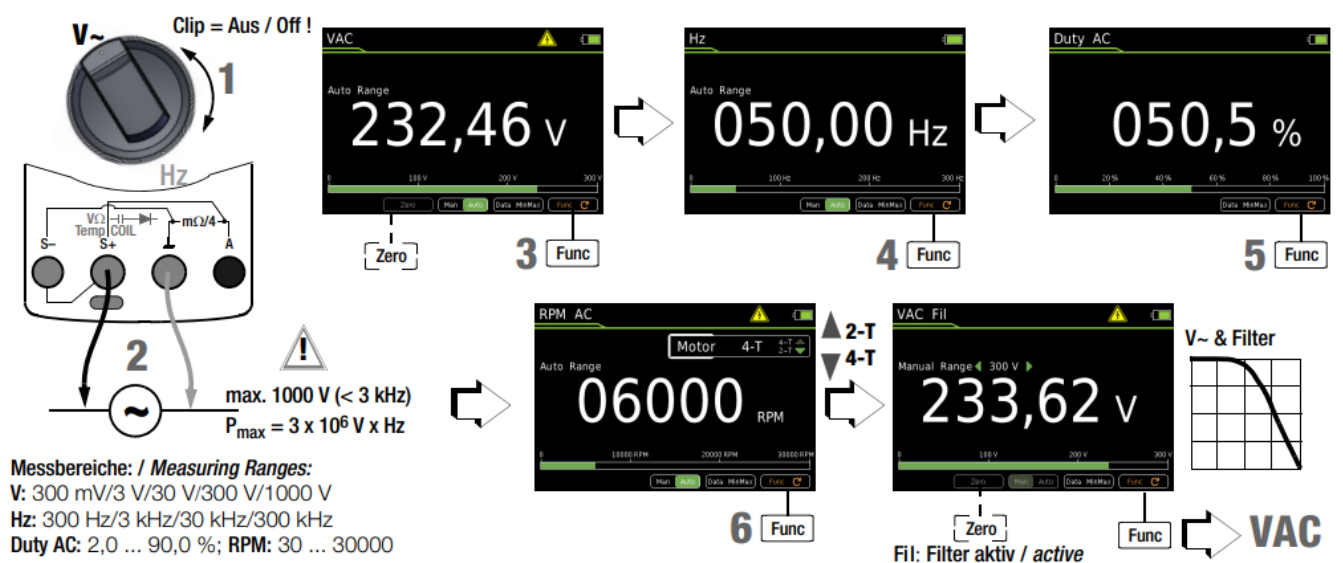 V~
Clip = Aus / Off !
1
Hz
VΩ
Temp COIL
mΩ/4
S–
S+
A
2
~
!
max. 1000 V (< 3 kHz)
Pmax = 3 x 10⁶ V x Hz
Messbereiche: / Measuring Ranges:
V: 300 mV/3 V/30 V/300 V/1000 V
Hz: 300 Hz/3 kHz/30 kHz/300 kHz
Duty AC: 2,0 ... 90,0 %; RPM: 30 ... 30000
VAC
Auto Range
232,46 V
0 100 V 200 V 300 V
Zero Man Auto Data MinMax Func
Zero
3 Func
Hz
Auto Range
050,00 Hz
0 100 Hz 200 Hz 300 Hz
Man Auto Data MinMax Func
4 Func
Duty AC
050,5 %
0 20% 40% 60% 80% 100%
Data MinMax Func
5 Func
RPM AC
Motor 4-T 4-T
2-T
Auto Range
06000 RPM
0 10000 RPM 20000 RPM 30000 RPM
Man Auto Data MinMax Func
6 Func
2-T
4-T
VAC Fil
Manual Range 300 V
233,62 V
0 100 V 200 V 300 V
Zero Man Auto Data MinMax Func
Zero
Func
Fil: Filter aktiv / active
V~ & Filter
VAC